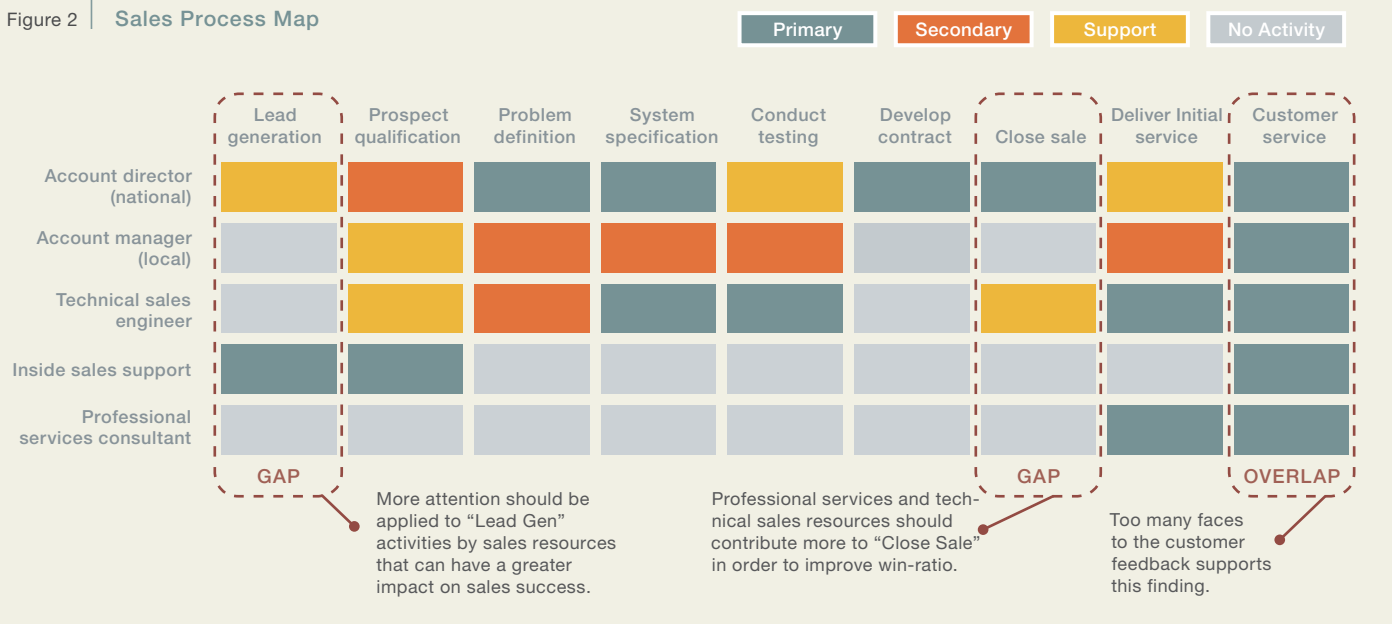 Figure 2
Sales Process Map
Primary
Secondary
Support
No Activity
Lead
generation
Prospect
qualification
Problem
definition
System
specification
Conduct
testing
Develop
contract
Close sale
Deliver Initial
service
Customer
service
Account director
(national)
Account manager
(local)
Technical sales
engineer
Inside sales support
Professional
services consultant
GAP
GAP
OVERLAP
More attention should be
applied to “Lead Gen”
activities by sales resources
that can have a greater
impact on sales success.
Professional services and tech-
nical sales resources should
contribute more to “Close Sale”
in order to improve win-ratio.
Too many faces
to the customer
feedback supports
this finding.